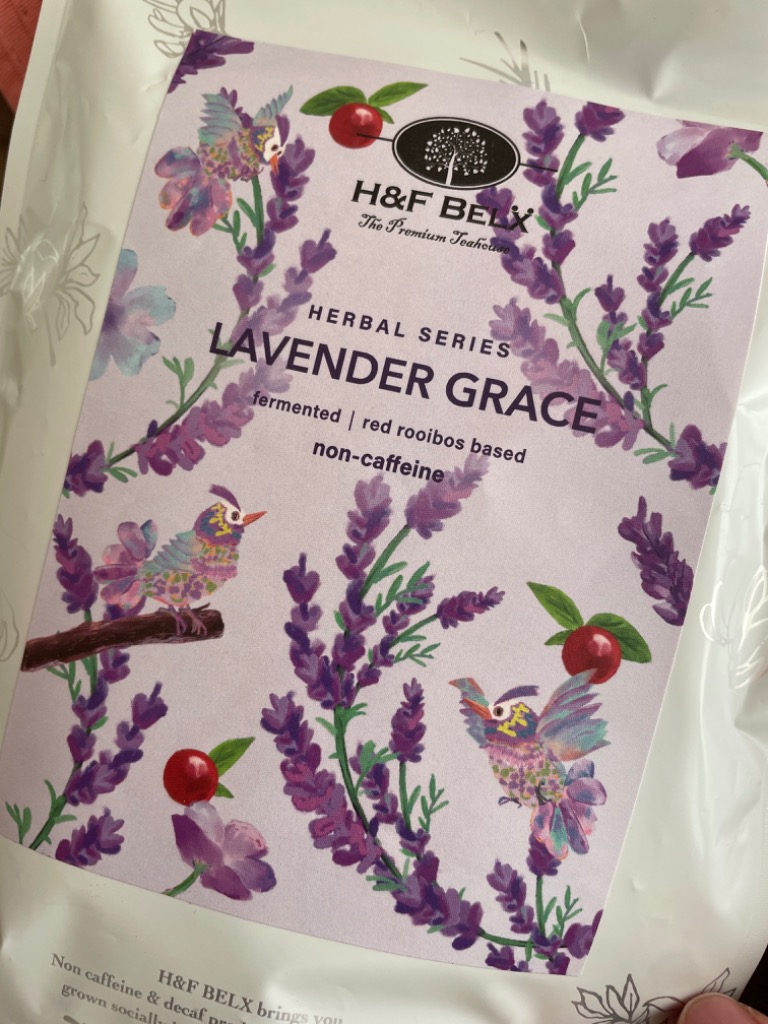 H&F BELX
The Premium Teahouse
HERBAL SERIES
LAVENDER GRACE
fermented | red rooibos based
non-caffeine
H&F BELX brings you
Non caffeine & decaf
grown socially